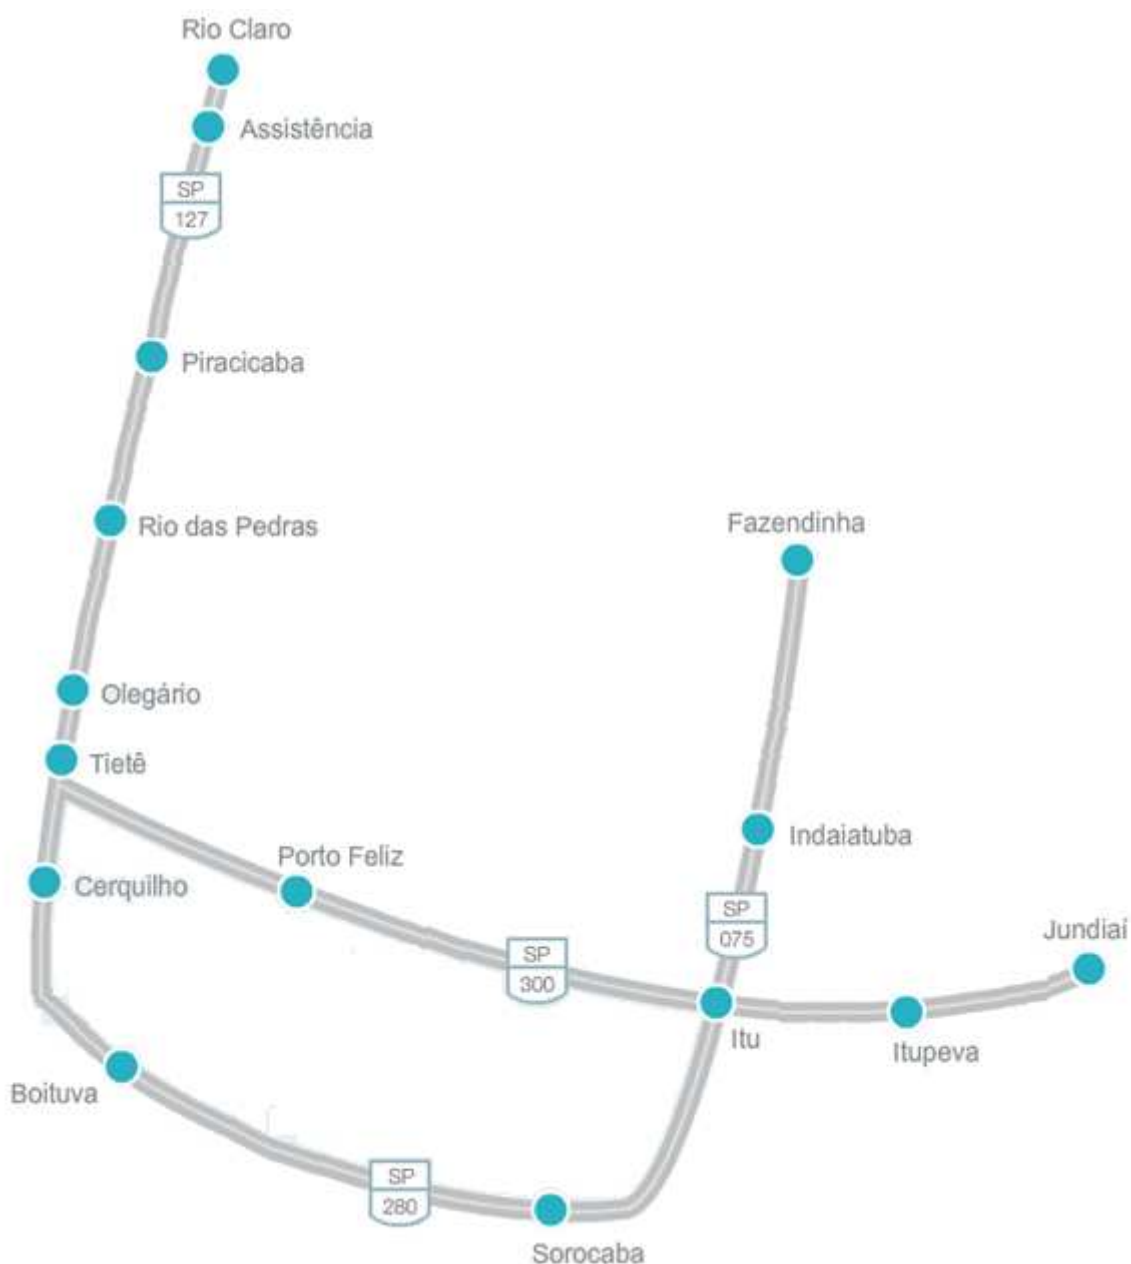 Rio Claro
Assistência
SP
127
Piracicaba
Fazendinha
Rio das Pedras
Olegário
Tietê
Indaiatuba
Porto Feliz
Cerquilho
SP
075
Jundiaí
SP
300
Itu
Itupeva
Boituva
SP
280
Sorocaba